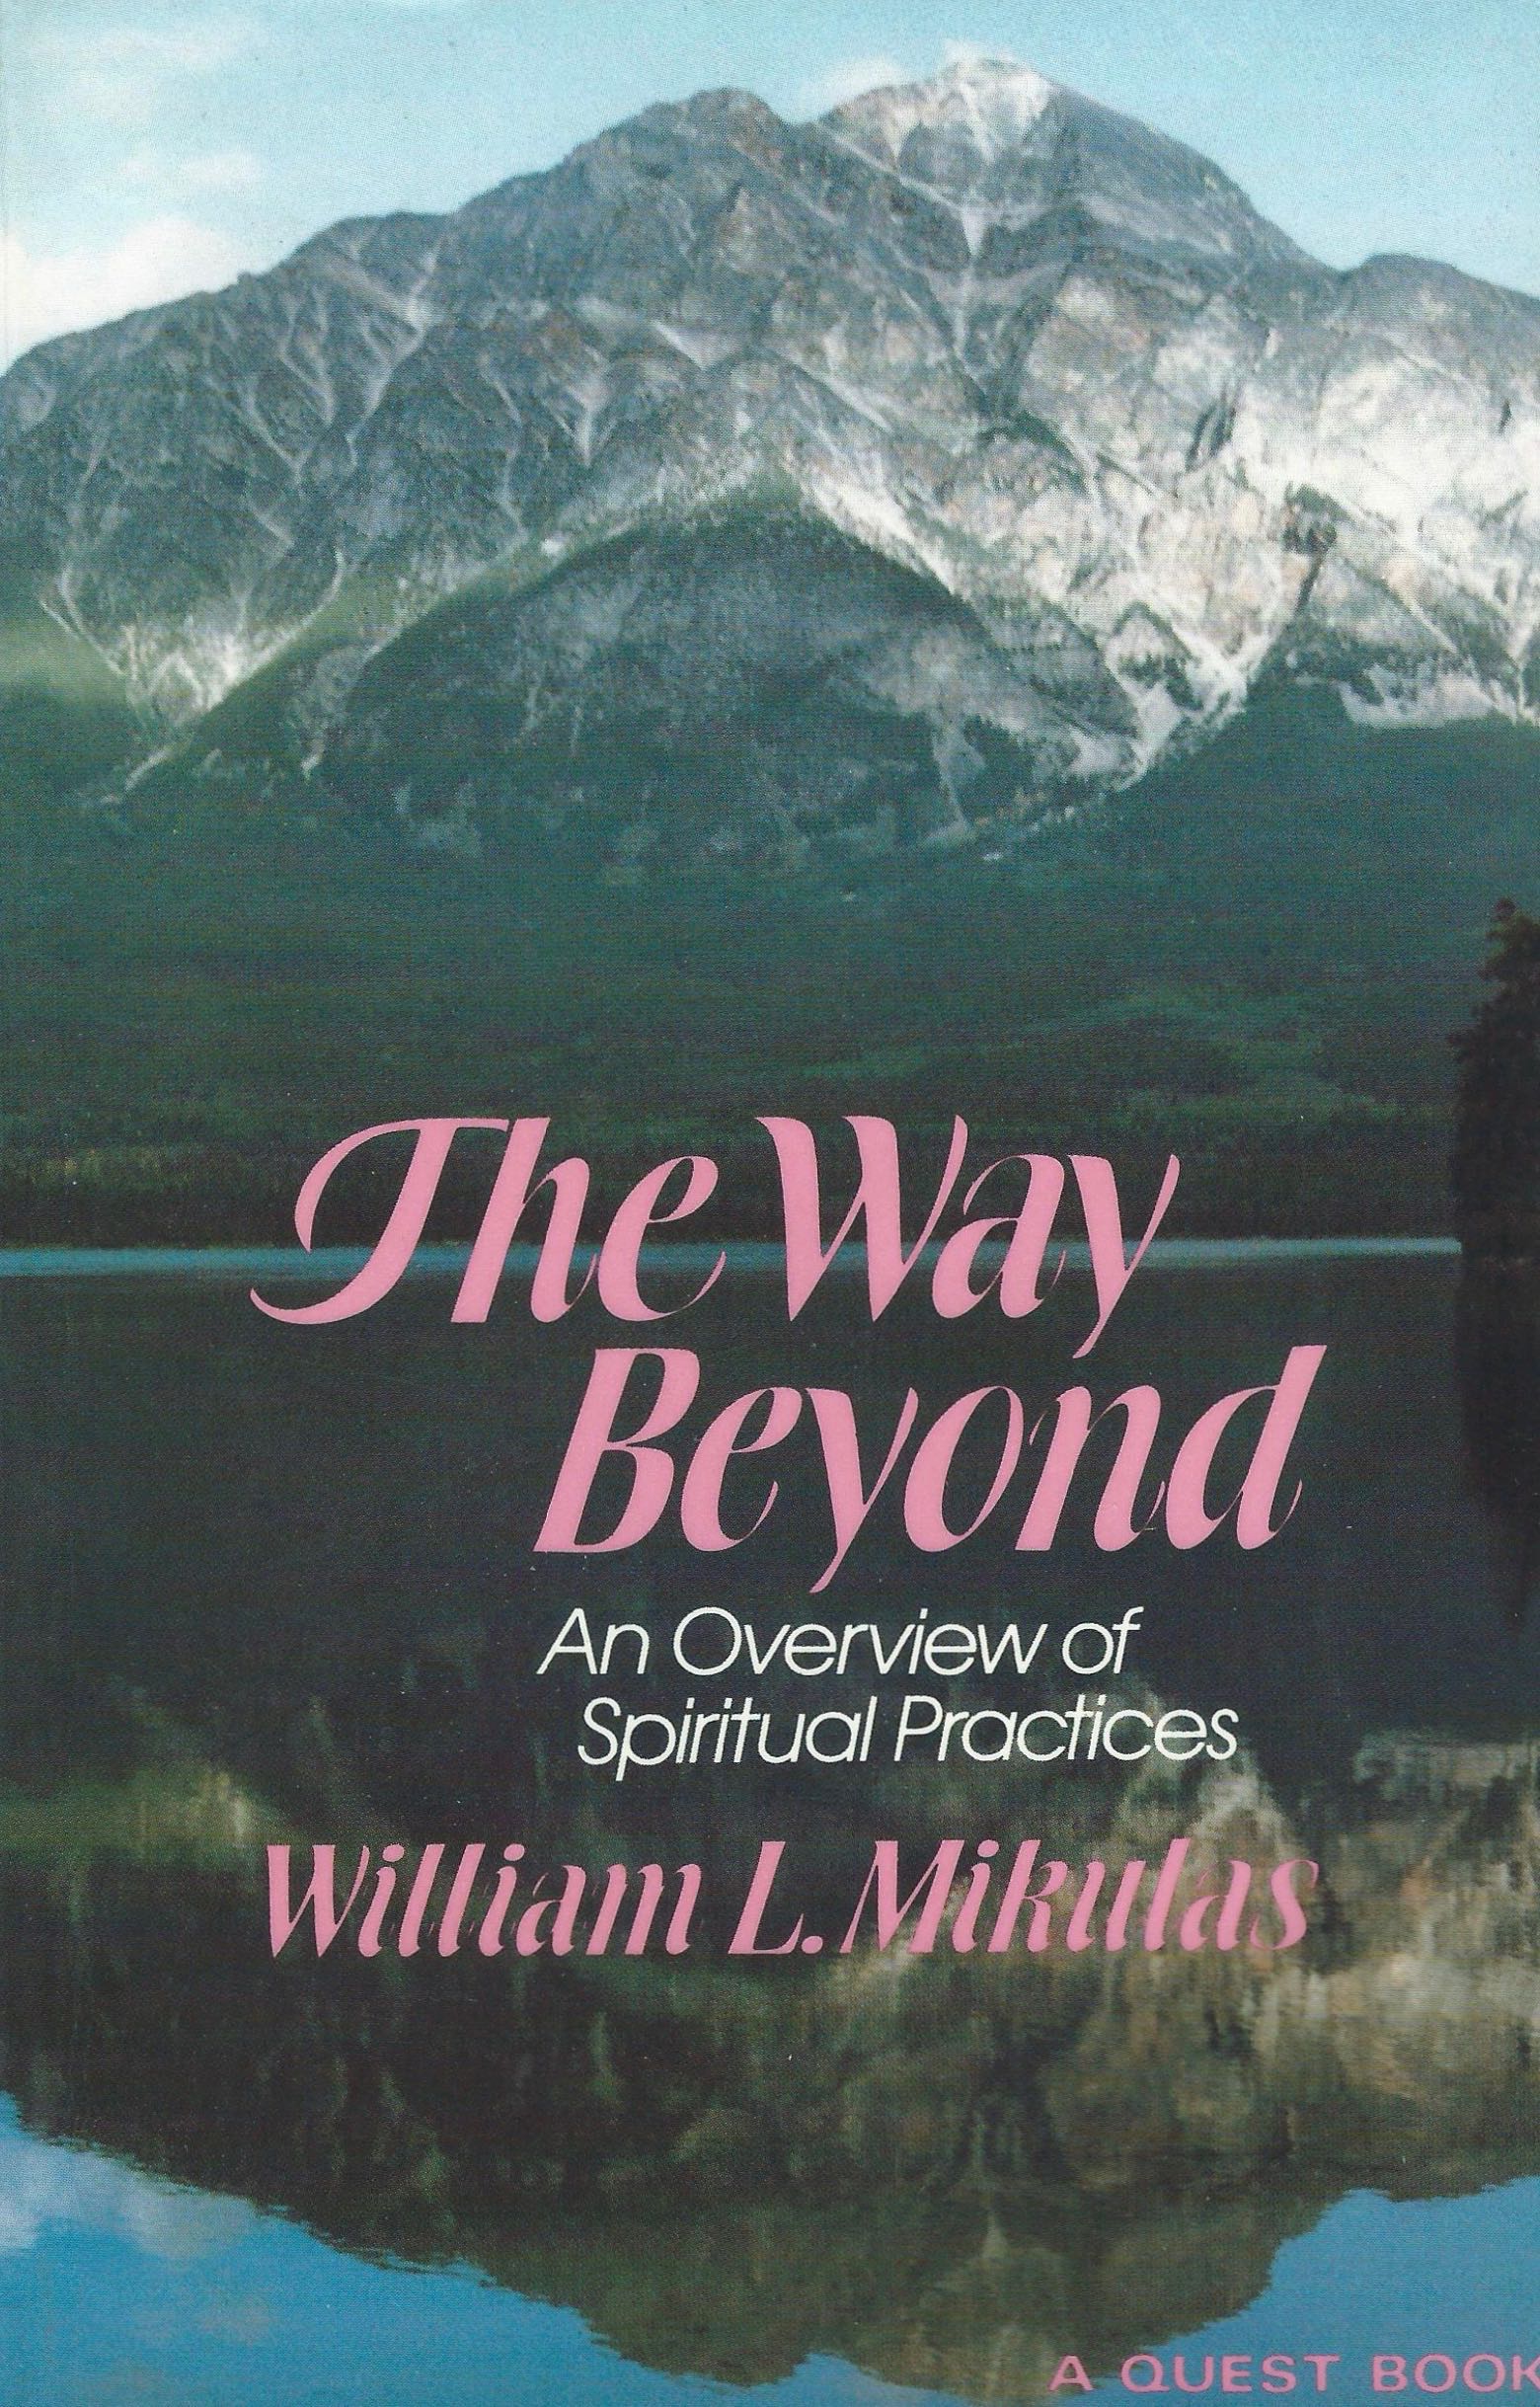 The Way
Beyond
An Overview of
Spiritual Practices
William L. Mikulas
A QUEST BOOK